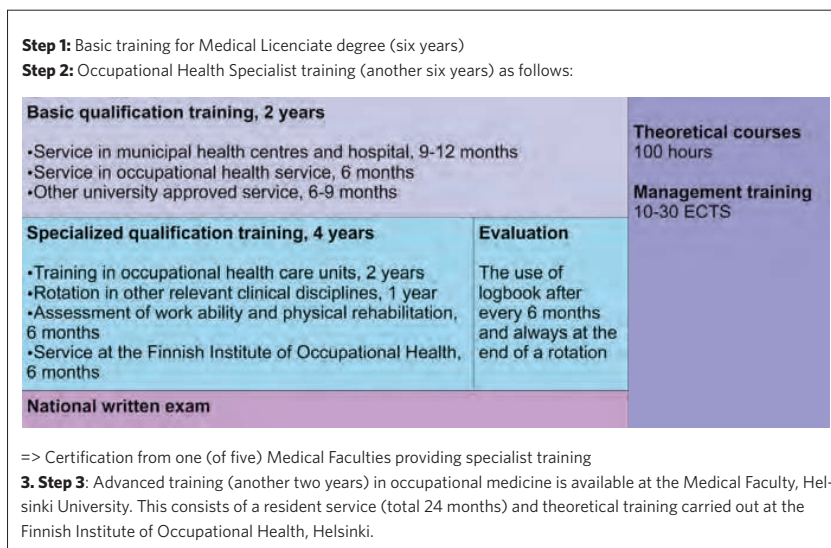 Step 1: Basic training for Medical Licenciate degree (six years)
Step 2: Occupational Health Specialist training (another six years) as follows:
Basic qualification training, 2 years
•Service in municipal health centres and hospital, 9-12 months
•Service in occupational health service, 6 months
•Other university approved service, 6-9 months
Theoretical courses
100 hours
Management training
10-30 ECTS
Specialized qualification training, 4 years
•Training in occupational health care units, 2 years
•Rotation in other relevant clinical disciplines, 1 year
•Assessment of work ability and physical rehabilitation,
6 months
•Service at the Finnish Institute of Occupational Health,
6 months
Evaluation
The use of
logbook after
every 6 months
and always at the
end of a rotation
National written exam
=> Certification from one (of five) Medical Faculties providing specialist training
3. Step 3: Advanced training (another two years) in occupational medicine is available at the Medical Faculty, Hel-
sinki University. This consists of a resident service (total 24 months) and theoretical training carried out at the
Finnish Institute of Occupational Health, Helsinki.